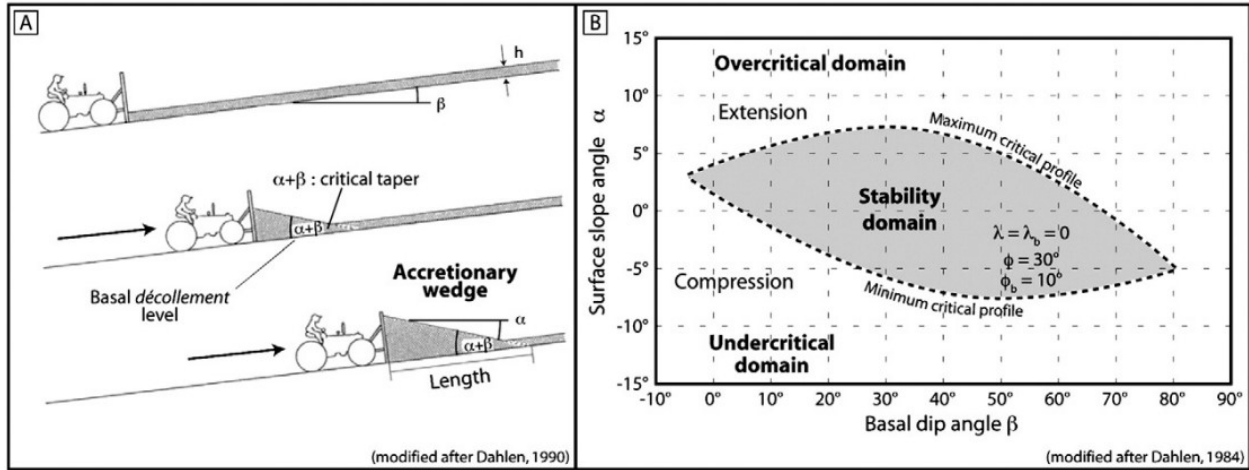 A
h
β
α+β : critical taper
α+β
Basal décollement
level
Accretionary
wedge
α
α+β
Length
(modified after Dahlen, 1990)
B
15°
10°
5°
0°
-5°
-10°
-15°
Surface slope angle α
Overcritical domain
Extension
Maximum critical profile
Stability
domain
λ = λb = 0
ϕ = 30°
ϕb = 10°
Compression
Minimum critical profile
Undercritical
domain
-10° 0° 10° 20° 30° 40° 50° 60° 70° 80° 90°
Basal dip angle β
(modified after Dahlen, 1984)